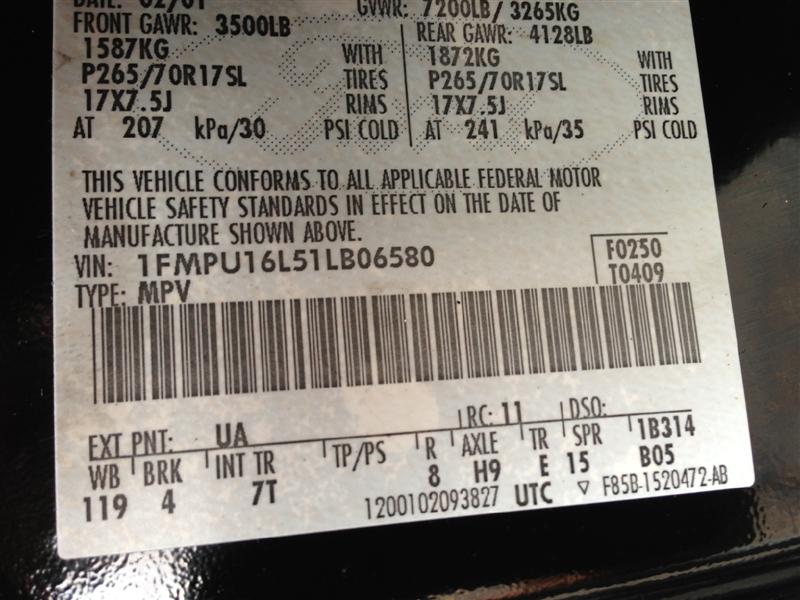 DATE: 02/01 GVWR: 7200LB/ 3265KG
FRONT GAWR: 3500LB REAR GAWR: 4128LB
1587KG WITH 1872KG WITH
P265/70R17SL TIRES P265/70R17SL TIRES
17X7.5J RIMS 17X7.5J RIMS
AT 207 kPa/30 PSI COLD AT 241 kPa/35 PSI COLD
THIS VEHICLE CONFORMS TO ALL APPLICABLE FEDERAL MOTOR
VEHICLE SAFETY STANDARDS IN EFFECT ON THE DATE OF
MANUFACTURE SHOWN ABOVE.
VIN: 1FMPU16L51LB06580 F0250
TYPE: MPV T0409
EXT PNT: UA RC: 11 DSO:
WB BRK INT TR TP/PS R AXLE TR SPR 1B314
119 4 7T 8 H9 E 15 B05
1200102093827 UTC ▽ F85B-1520472-AB